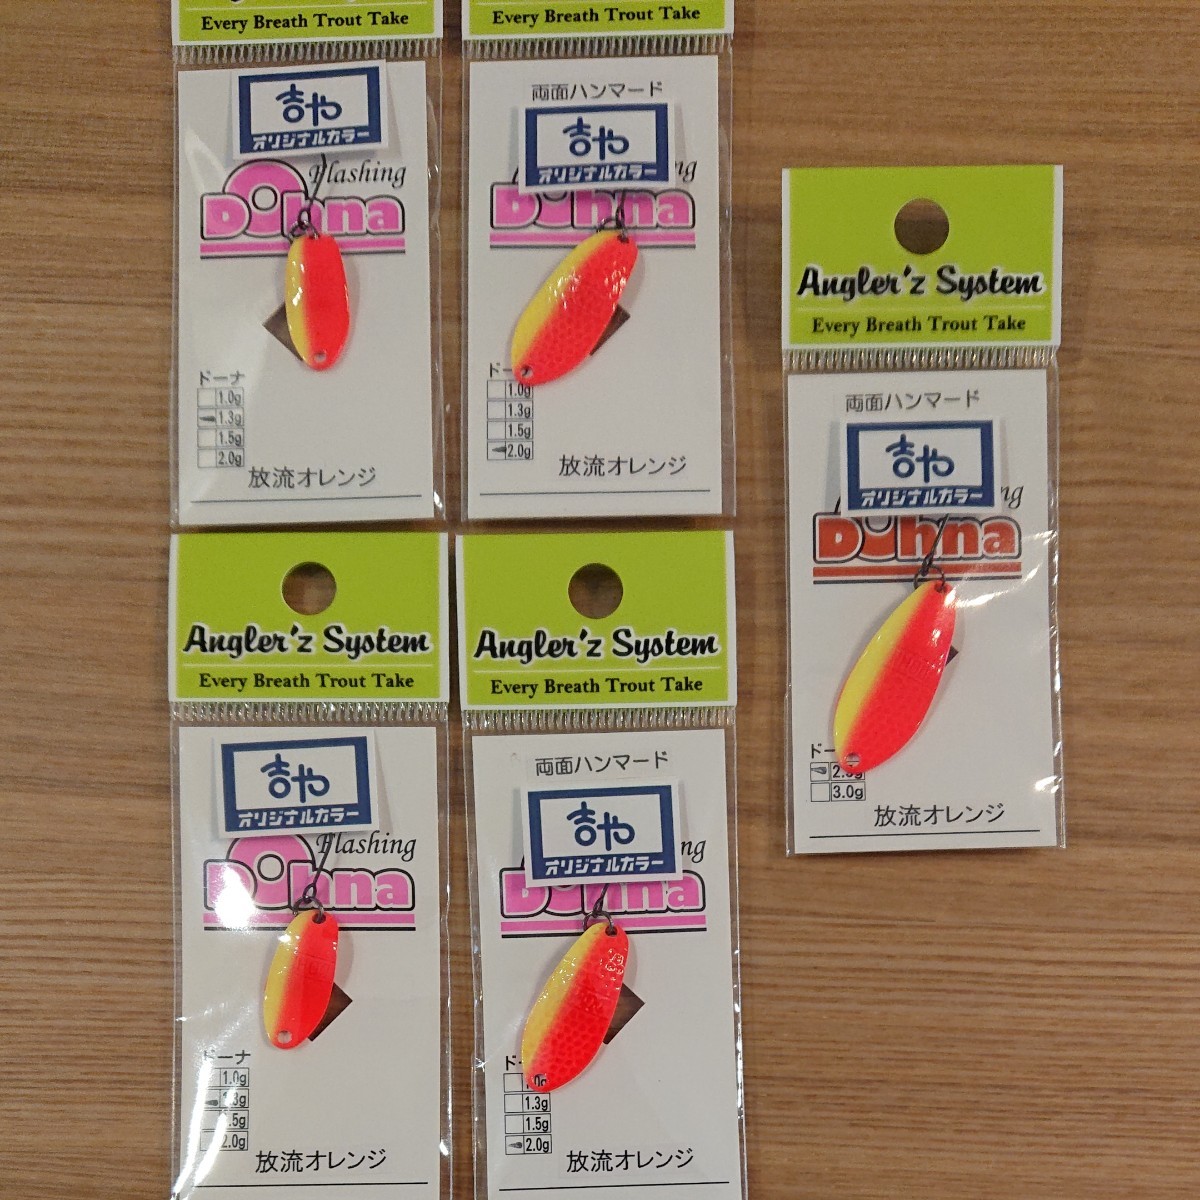 Every Breath Trout Take
吉や
オリジナルカラー
Flashing
Dohna
ドーナ
1.0g
1.3g
1.5g
2.0g
放流オレンジ
Every Breath Trout Take
両面ハンマード
吉や
オリジナルカラー
Dohna
1.0g
1.3g
1.5g
2.0g
放流オレンジ
Angler'z System
Every Breath Trout Take
両面ハンマード
吉や
オリジナルカラー
Dohna
3.0g
放流オレンジ
Angler'z System
Every Breath Trout Take
吉や
オリジナルカラー
Flashing
Dohna
ドーナ
1.0g
1.3g
1.5g
2.0g
放流オレンジ
Angler'z System
Every Breath Trout Take
両面ハンマード
吉や
オリジナルカラー
Dohna
1.3g
1.5g
2.0g
放流オレンジ